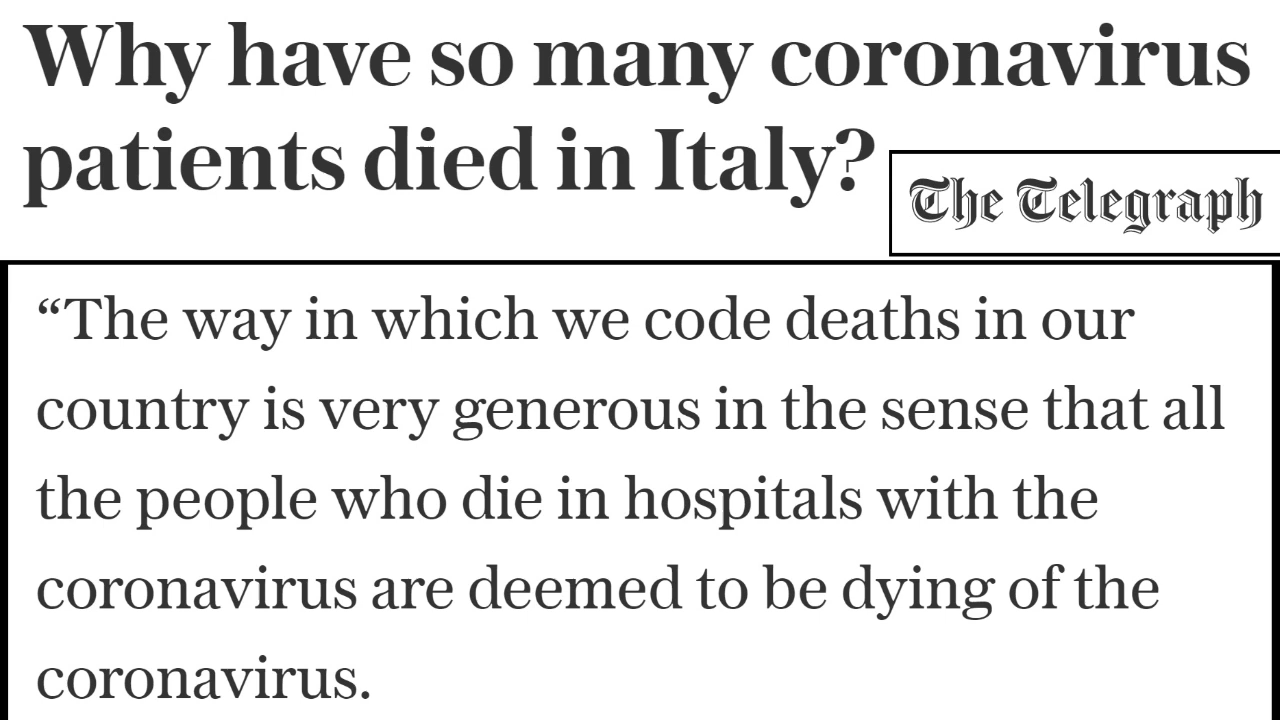 Why have so many coronavirus
patients died in Italy?
The Telegraph
“The way in which we code deaths in our
country is very generous in the sense that all
the people who die in hospitals with the
coronavirus are deemed to be dying of the
coronavirus.